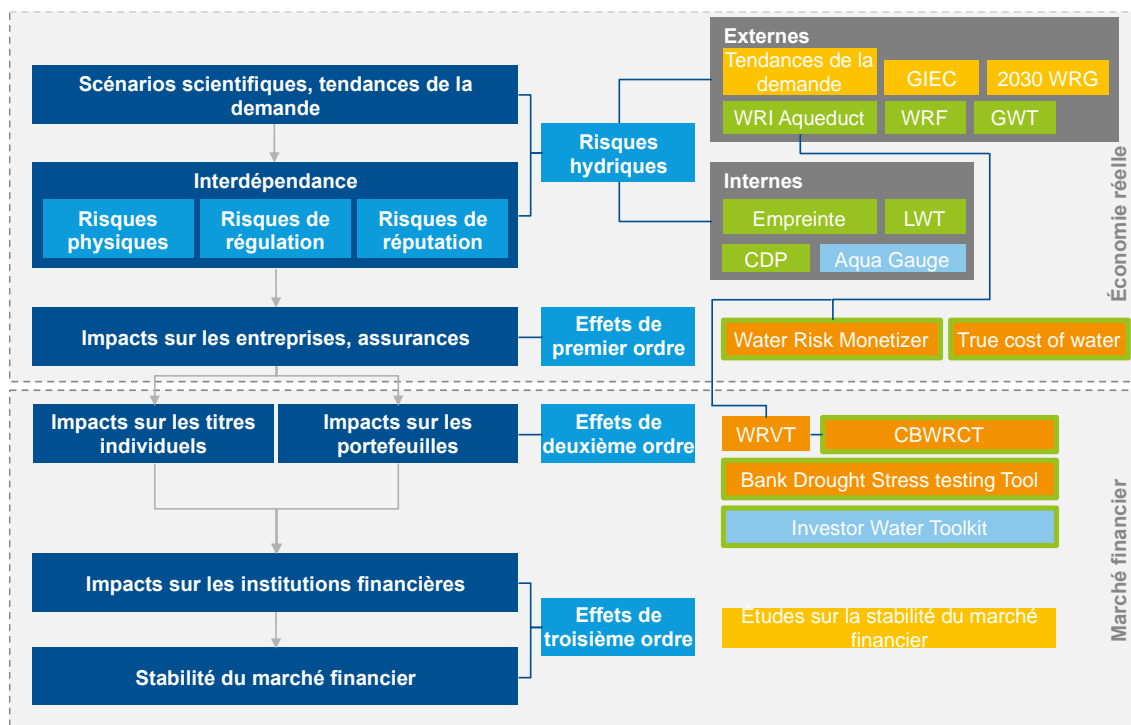 Scénarios scientifiques, tendances de la
demande
Interdépendance
Risques
physiques
Risques de
régulation
Risques de
réputation
Impacts sur les entreprises, assurances
Risques
hydriques
Effets de
premier ordre
Externes
Tendances de la
demande
GIEC
2030 WRG
WRI Aqueduct
WRF
GWT
Internes
Empreinte
LWT
CDP
Aqua Gauge
Water Risk Monetizer
True cost of water
Économie réelle
Impacts sur les titres
individuels
Impacts sur les
portefeuilles
Effets de
deuxième ordre
WRVT
CBWRCT
Bank Drought Stress testing Tool
Investor Water Toolkit
Impacts sur les institutions financières
Stabilité du marché financier
Effets de
troisième ordre
Études sur la stabilité du marché
financier
Marché financier